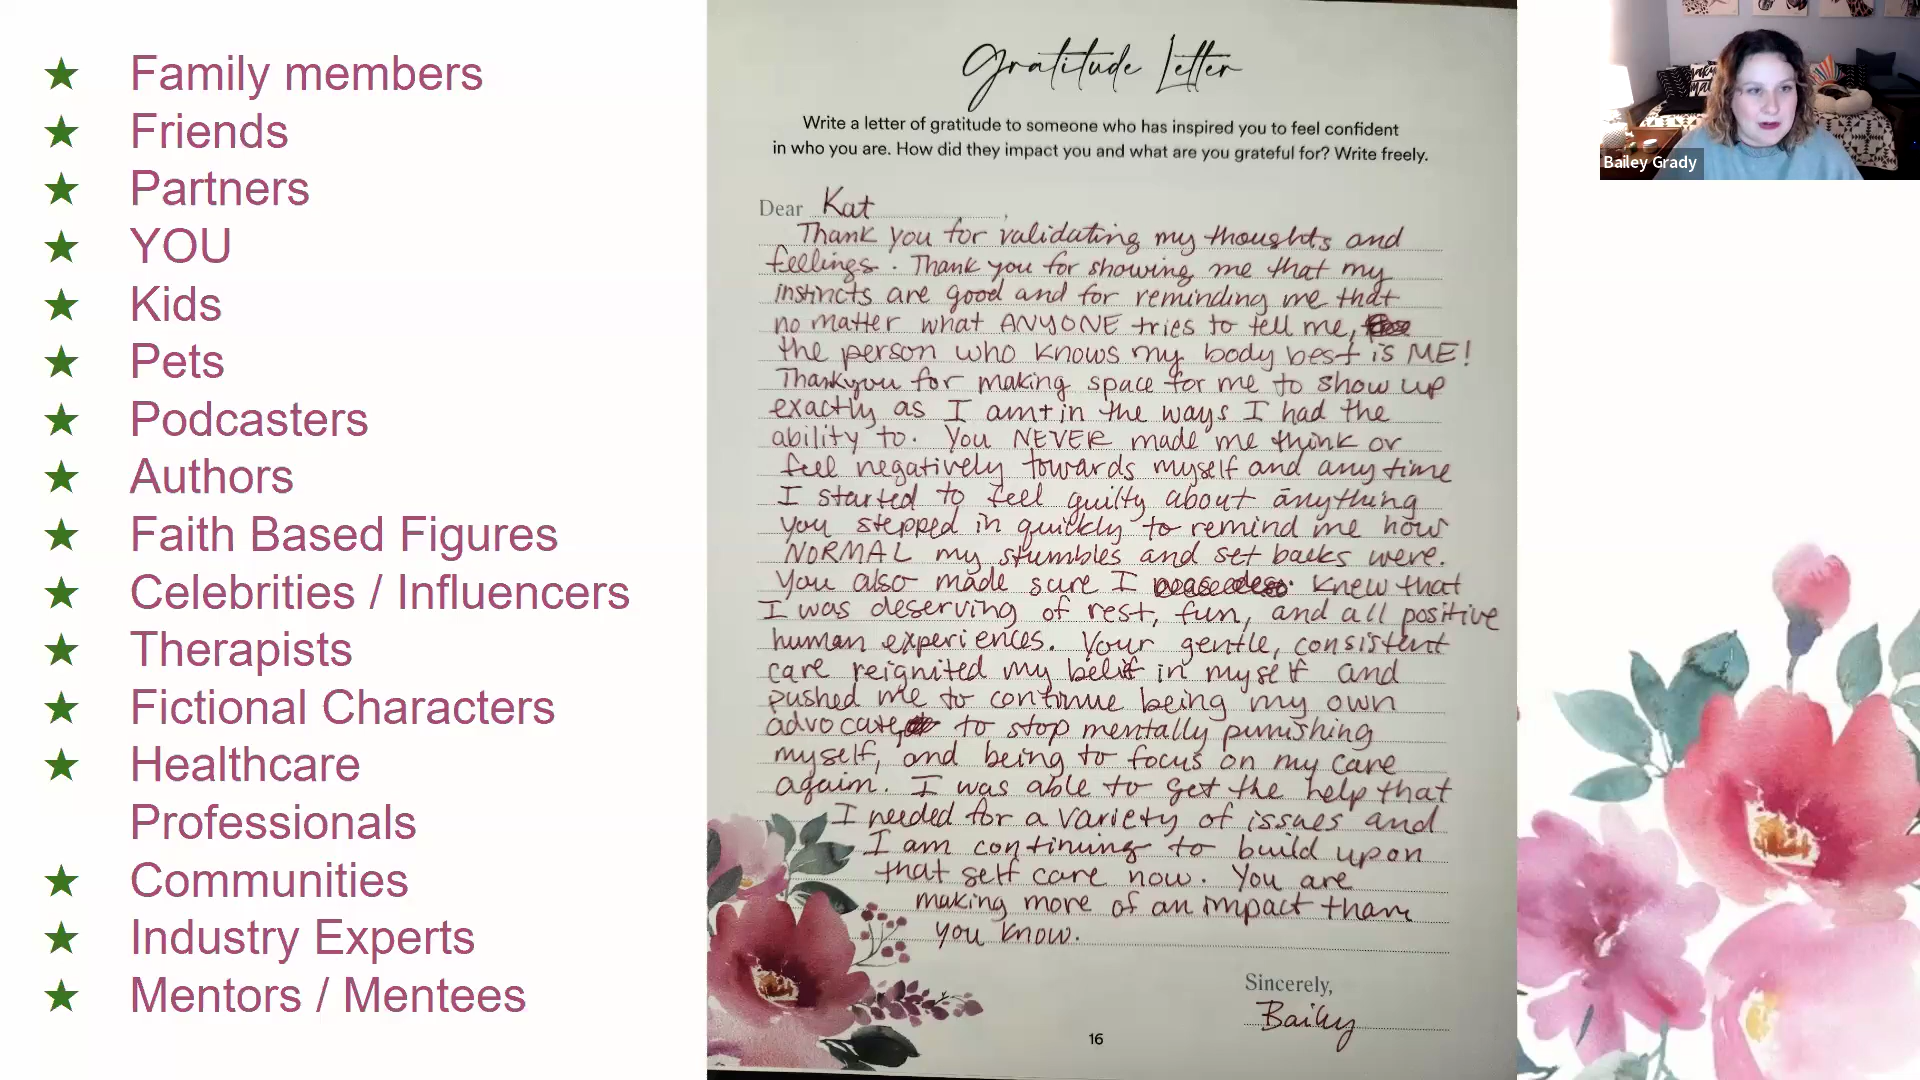 Family members
Friends
Partners
YOU
Kids
Pets
Podcasters
Authors
Faith Based Figures
Celebrities / Influencers
Therapists
Fictional Characters
Healthcare
Professionals
Communities
Industry Experts
Mentors / Mentees
Gratitude Letter
Write a letter of gratitude to someone who has inspired you to feel confident
in who you are. How did they impact you and what are you grateful for? Write freely.
Dear Kat,
Thank you for validating my thoughts and
feelings. Thank you for showing me that my
instincts are good and for reminding me that
no matter what ANYONE tries to tell me,
the person who knows my body best is ME!
Thankyou for making space for me to show up
exactly as I am + in the ways I had the
ability to. You NEVER made me think or
feel negatively towards myself and any time
I started to feel guilty about anything
you stepped in quickly to remind me how
NORMAL my stumbles and set backs were.
You also made sure I knew that
I was deserving of rest, fun, and all positive
human experiences. Your gentle, consistent
care reignited my belief in myself and
pushed me to continue being my own
advocate, to stop mentally punishing
myself, and being to focus on my care
again. I was able to get the help that
I needed for a variety of issues and
I am continuing to build upon
that self care now. You are
making more of an impact than
you know.
Sincerely,
Bailey
16
Bailey Grady